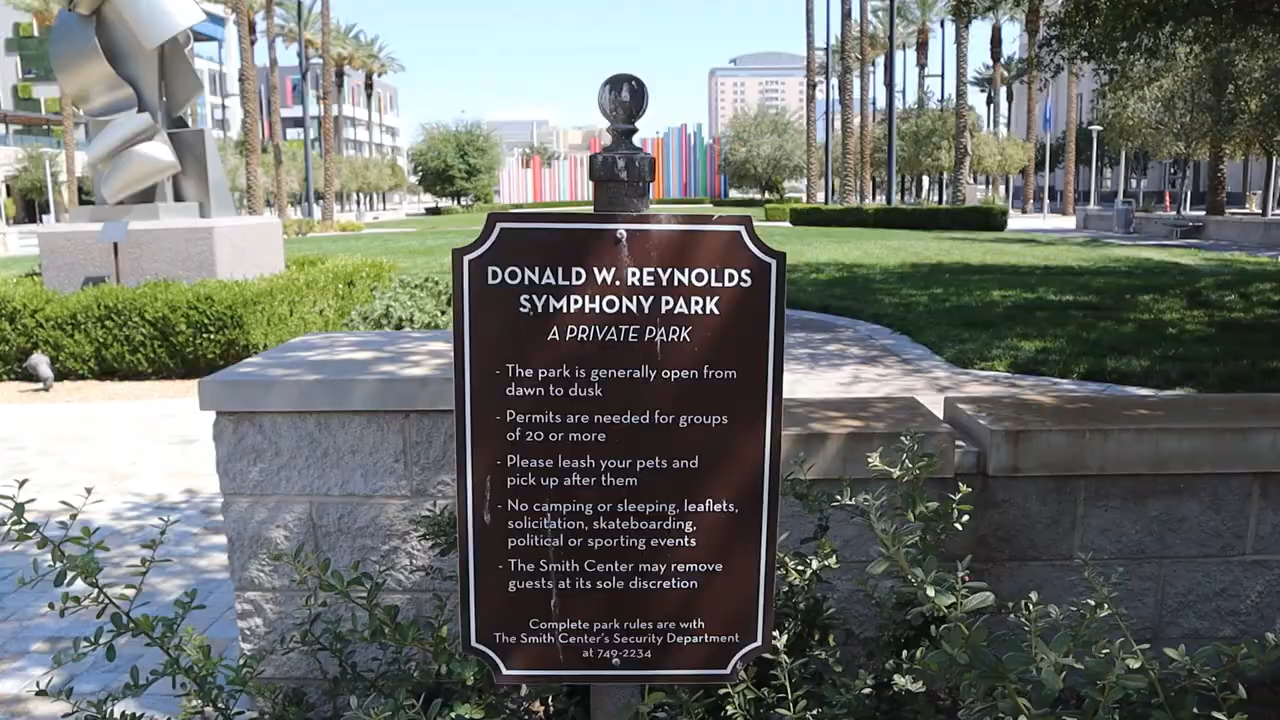 DONALD W. REYNOLDS
SYMPHONY PARK
A PRIVATE PARK
- The park is generally open from
dawn to dusk
- Permits are needed for groups
of 20 or more
- Please leash your pets and
pick up after them
- No camping or sleeping, leaflets,
solicitation, skateboarding,
political or sporting events
- The Smith Center may remove
guests at its sole discretion
Complete park rules are with
The Smith Center's Security Department
at 749-2234